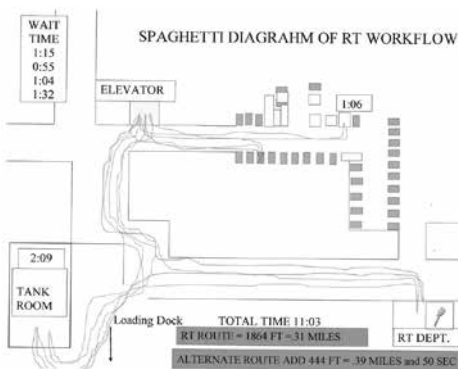 WAIT
TIME
1:15
0:55
1:04
1:32
SPAGHETTI DIAGRAHM OF RT WORKFLOW
ELEVATOR
1:06
2:09
TANK
ROOM
Loading Dock
TOTAL TIME 11:03
RT ROUTE = 1864 FT = .31 MILES
RT DEPT.
ALTERNATE ROUTE ADD 444 FT = .39 MILES and 50 SEC